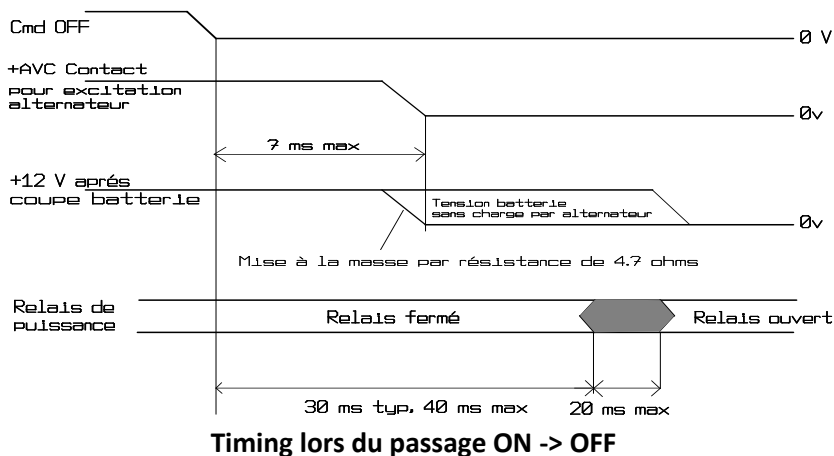 Cmd OFF
0 V
+AVC Contact
pour excitation
alternateur
0v
7 ms max
+12 V aprés
coupe batterie
Tension batterie
sans charge par alternateur
0v
Mise à la masse par résistance de 4.7 ohms
Relais de
puissance
Relais fermé
Relais ouvert
30 ms typ, 40 ms max
20 ms max
Timing lors du passage ON -> OFF